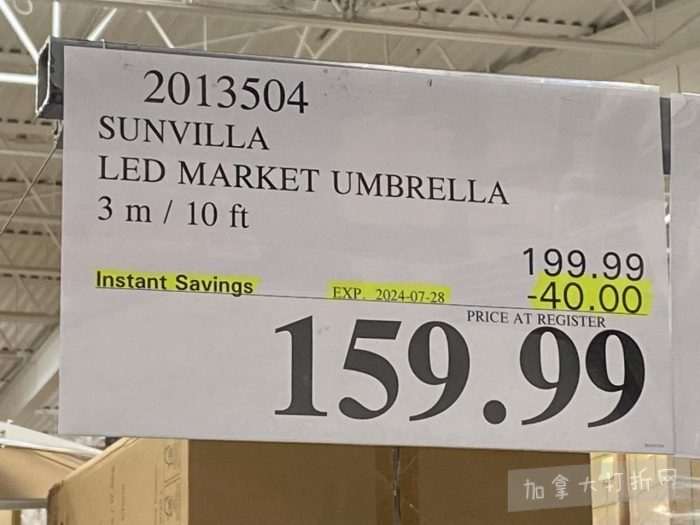 2013504
SUNVILLA
LED MARKET UMBRELLA
3 m / 10 ft
199.99
Instant Savings EXP. 2024-07-28 -40.00
PRICE AT REGISTER
159.99
加拿大打折网